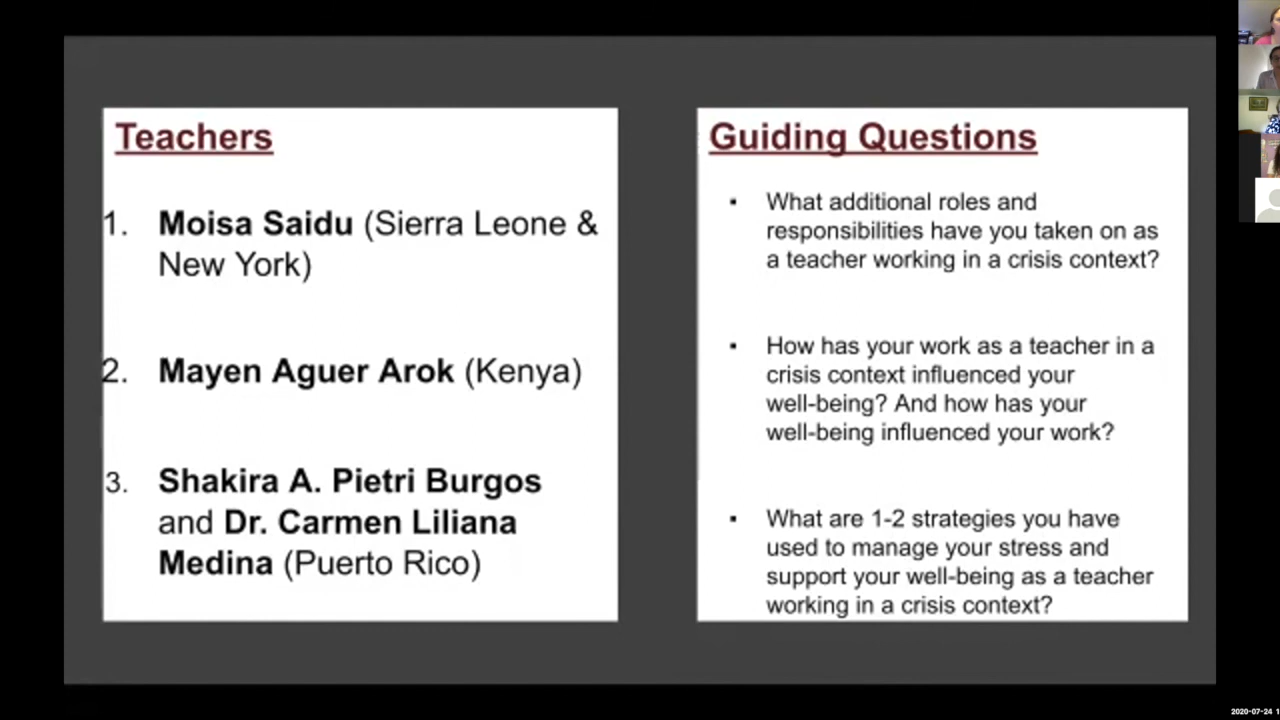 Teachers
1. Moisa Saidu (Sierra Leone &
New York)
2. Mayen Aguer Arok (Kenya)
3. Shakira A. Pietri Burgos
and Dr. Carmen Liliana
Medina (Puerto Rico)
Guiding Questions
▪ What additional roles and
responsibilities have you taken on as
a teacher working in a crisis context?
▪ How has your work as a teacher in a
crisis context influenced your
well-being? And how has your
well-being influenced your work?
▪ What are 1-2 strategies you have
used to manage your stress and
support your well-being as a teacher
working in a crisis context?
2020-07-24 1